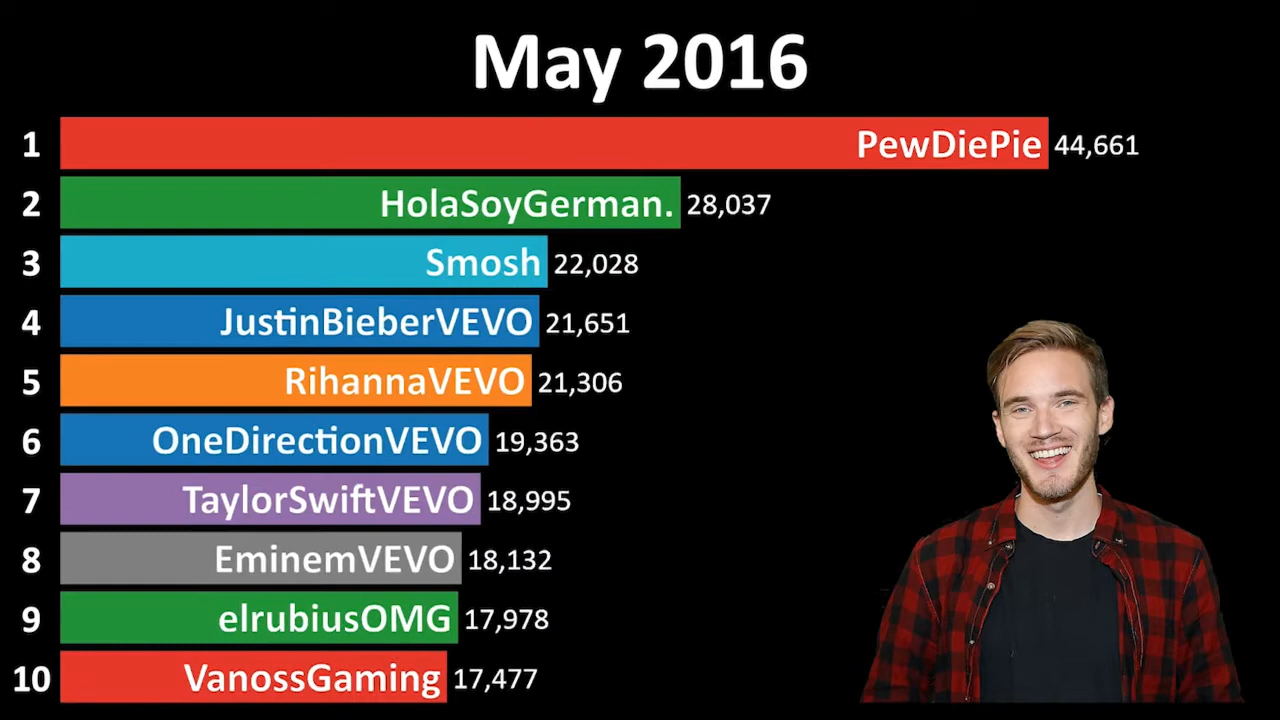 May 2016
1 PewDiePie 44,661
2 HolaSoyGerman. 28,037
3 Smosh 22,028
4 JustinBieberVEVO 21,651
5 RihannaVEVO 21,306
6 OneDirectionVEVO 19,363
7 TaylorSwiftVEVO 18,995
8 EminemVEVO 18,132
9 elrubiusOMG 17,978
10 VanossGaming 17,477